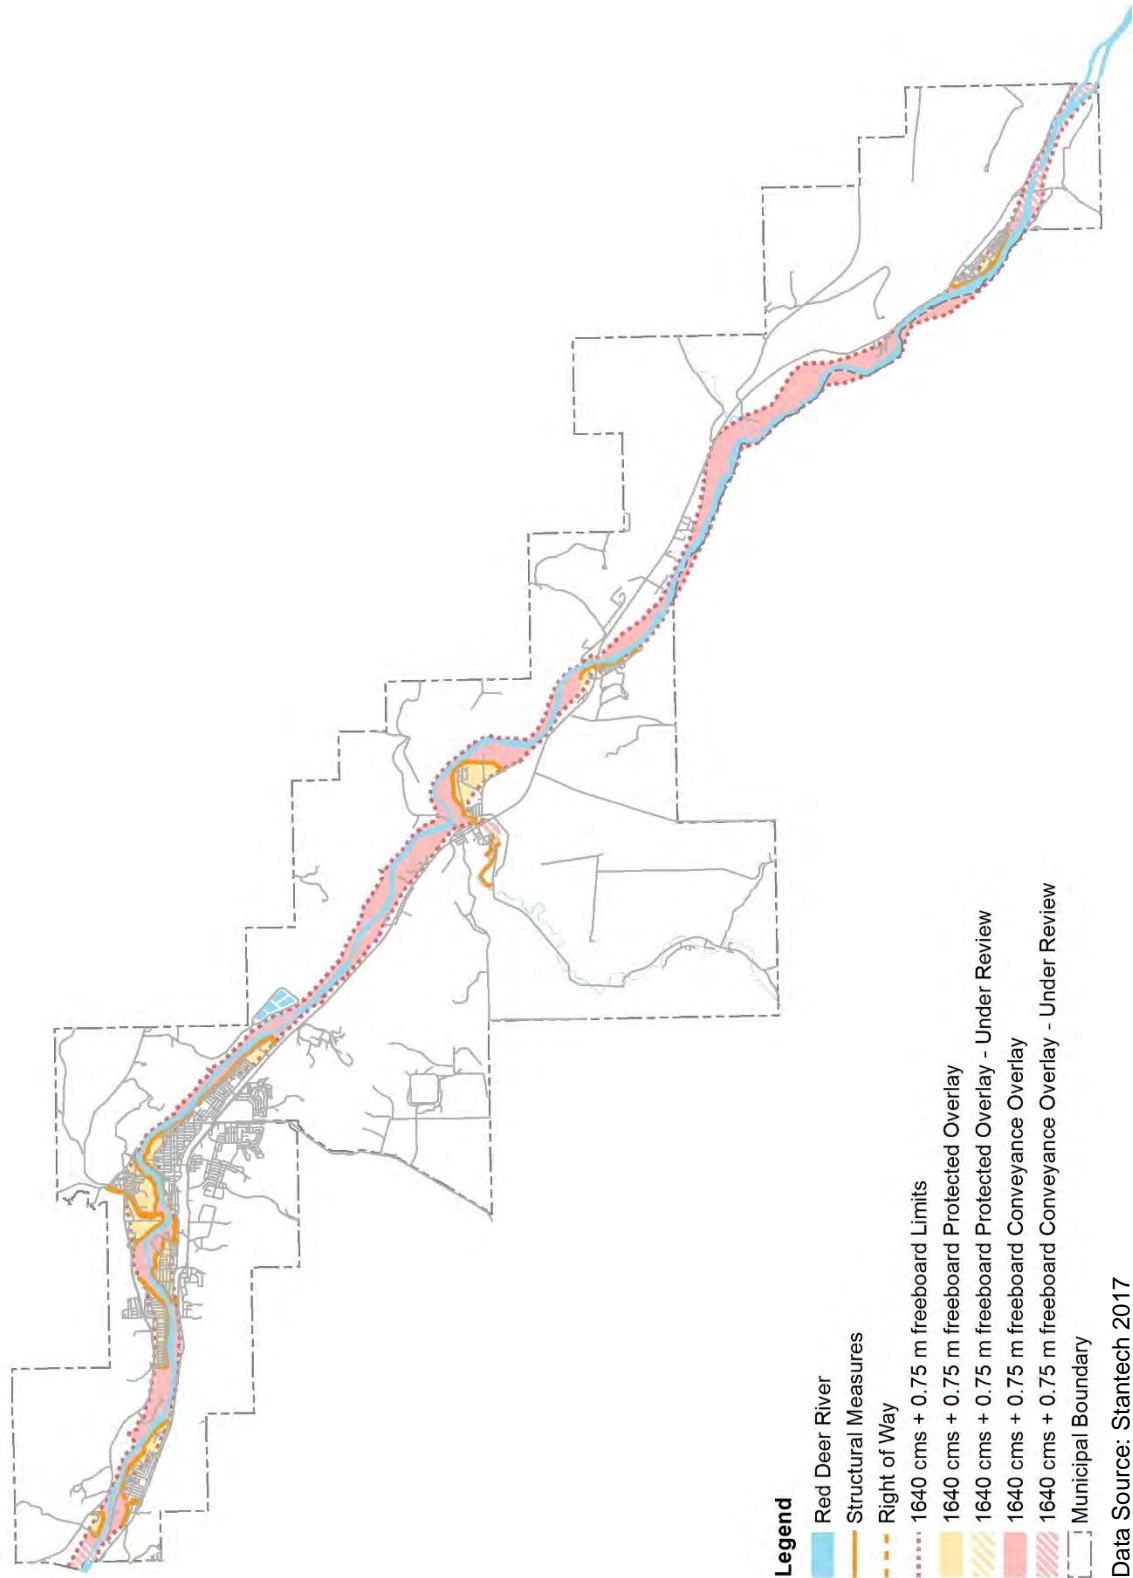 Legend
Red Deer River
Structural Measures
Right of Way
1640 cms + 0.75 m freeboard Limits
1640 cms + 0.75 m freeboard Protected Overlay
1640 cms + 0.75 m freeboard Protected Overlay - Under Review
1640 cms + 0.75 m freeboard Conveyance Overlay
1640 cms + 0.75 m freeboard Conveyance Overlay - Under Review
Municipal Boundary
Data Source: Stantech 2017